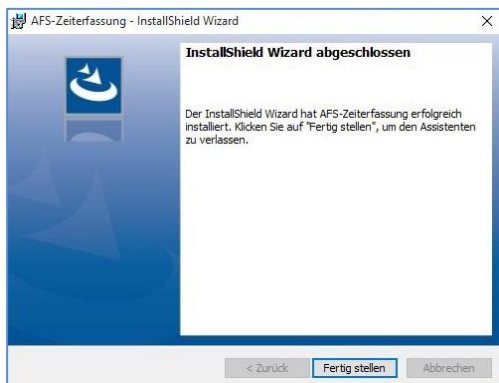 AFS-Zeiterfassung - InstallShield Wizard
InstallShield Wizard abgeschlossen
Der InstallShield Wizard hat AFS-Zeiterfassung erfolgreich
installiert. Klicken Sie auf "Fertig stellen", um den Assistenten
zu verlassen.
< Zurück Fertig stellen Abbrechen